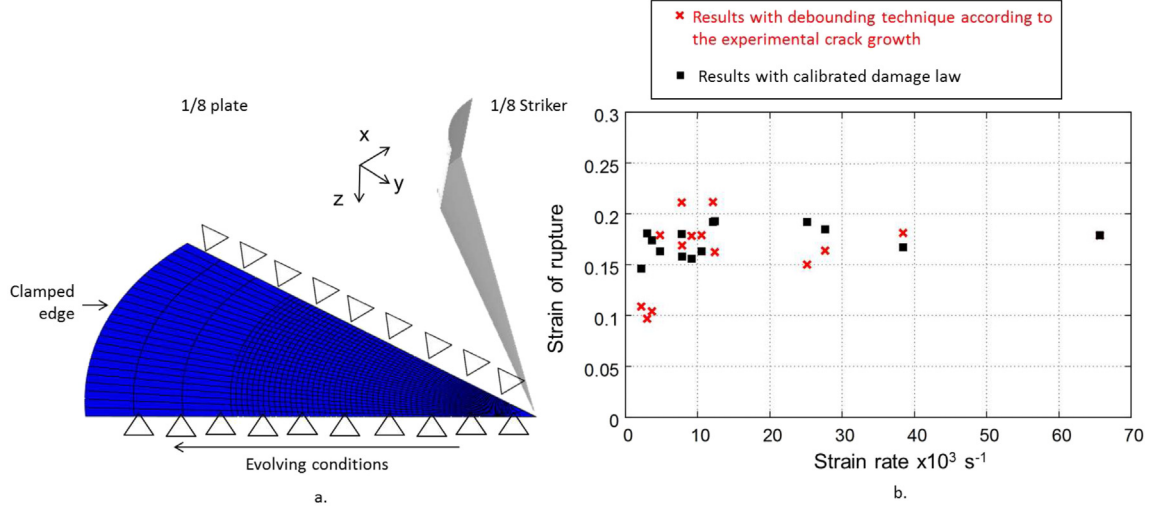 Results with debounding technique according to
the experimental crack growth
Results with calibrated damage law
1/8 plate
1/8 Striker
x
y
z
Clamped
edge
Evolving conditions
a.
Strain of rupture
0.3
0.25
0.2
0.15
0.1
0.05
0
0 10 20 30 40 50 60 70
Strain rate x10³ s⁻¹
b.